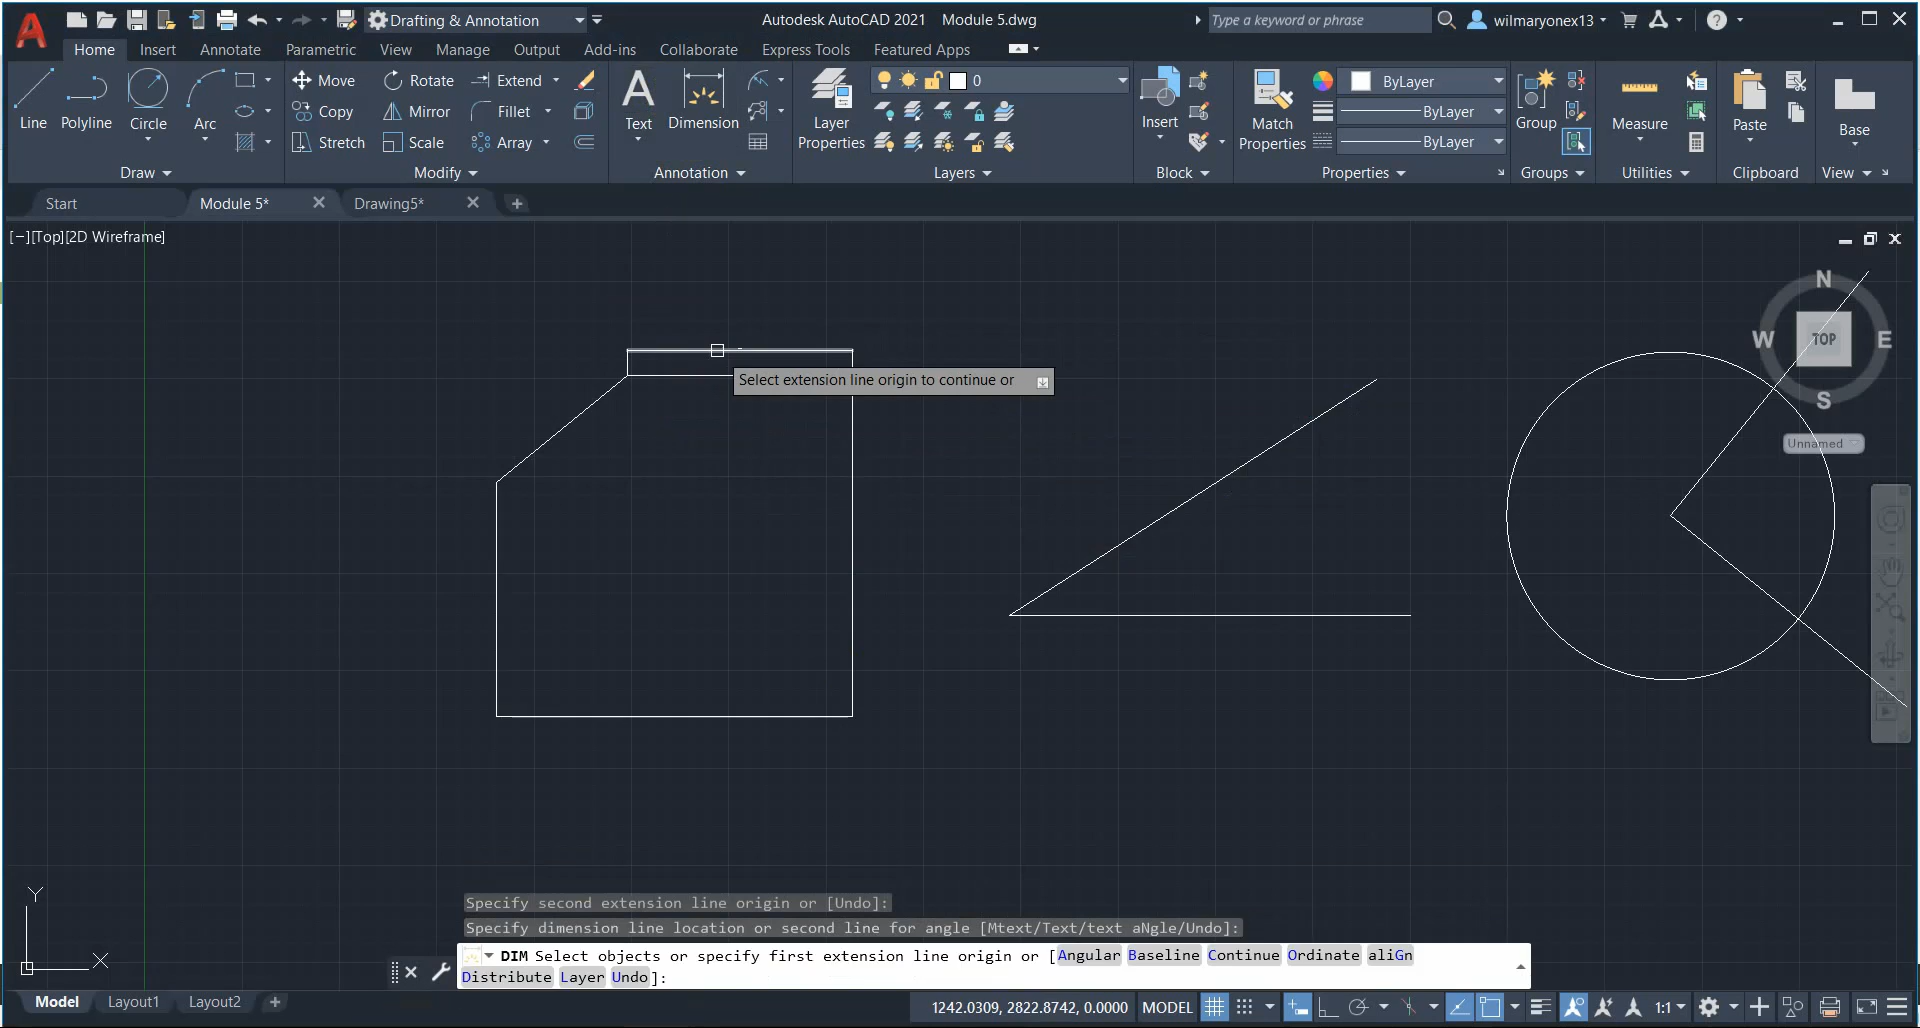 Drafting & Annotation
Autodesk AutoCAD 2021 Module 5.dwg
Type a keyword or phrase
wilmaryonex13
Home Insert Annotate Parametric View Manage Output Add-ins Collaborate Express Tools Featured Apps
Line
Polyline
Circle
Arc
Move
Rotate
Extend
Copy
Mirror
Fillet
Stretch
Scale
Array
Text
Dimension
Layer
Properties
0
Insert
Match
Properties
ByLayer
ByLayer
ByLayer
Group
Measure
Paste
Base
Draw
Modify
Annotation
Layers
Block
Properties
Groups
Utilities
Clipboard
View
Start
Module 5*
Drawing5*
[−][Top][2D Wireframe]
N
W
TOP
E
S
Unnamed
Select extension line origin to continue or
Y
X
Specify second extension line origin or [Undo]:
Specify dimension line location or second line for angle [Mtext/Text/text aNgle/Undo]:
DIM Select objects or specify first extension line origin or [Angular Baseline Continue Ordinate aliGn
Distribute Layer Undo]:
Model Layout1 Layout2
1242.0309, 2822.8742, 0.0000 MODEL
1:1